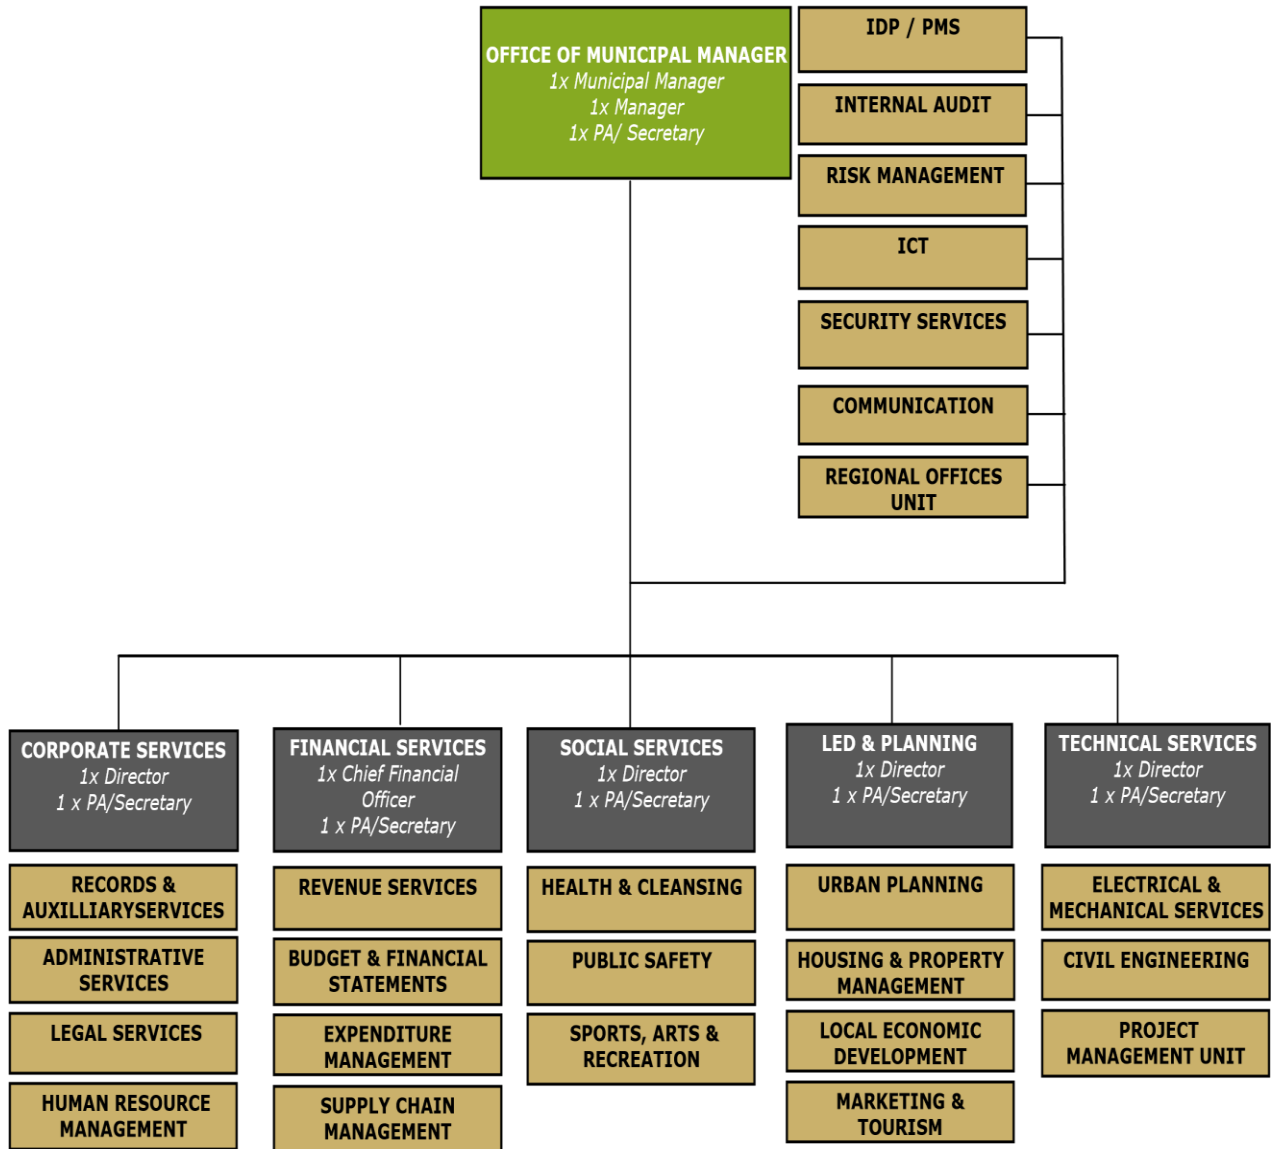 OFFICE OF MUNICIPAL MANAGER
1x Municipal Manager
1x Manager
1x PA/ Secretary
IDP / PMS
INTERNAL AUDIT
RISK MANAGEMENT
ICT
SECURITY SERVICES
COMMUNICATION
REGIONAL OFFICES
UNIT
CORPORATE SERVICES
1x Director
1 x PA/Secretary
RECORDS &
AUXILLIARYSERVICES
ADMINISTRATIVE
SERVICES
LEGAL SERVICES
HUMAN RESOURCE
MANAGEMENT
FINANCIAL SERVICES
1x Chief Financial
Officer
1 x PA/Secretary
REVENUE SERVICES
BUDGET & FINANCIAL
STATEMENTS
EXPENDITURE
MANAGEMENT
SUPPLY CHAIN
MANAGEMENT
SOCIAL SERVICES
1x Director
1 x PA/Secretary
HEALTH & CLEANSING
PUBLIC SAFETY
SPORTS, ARTS &
RECREATION
LED & PLANNING
1x Director
1 x PA/Secretary
URBAN PLANNING
HOUSING & PROPERTY
MANAGEMENT
LOCAL ECONOMIC
DEVELOPMENT
MARKETING &
TOURISM
TECHNICAL SERVICES
1x Director
1 x PA/Secretary
ELECTRICAL &
MECHANICAL SERVICES
CIVIL ENGINEERING
PROJECT
MANAGEMENT UNIT